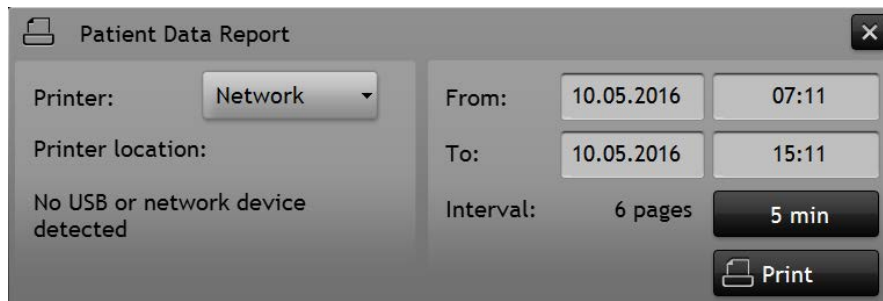 Patient Data Report
Printer: Network
Printer location:
No USB or network device
detected
From: 10.05.2016 07:11
To: 10.05.2016 15:11
Interval: 6 pages 5 min
Print